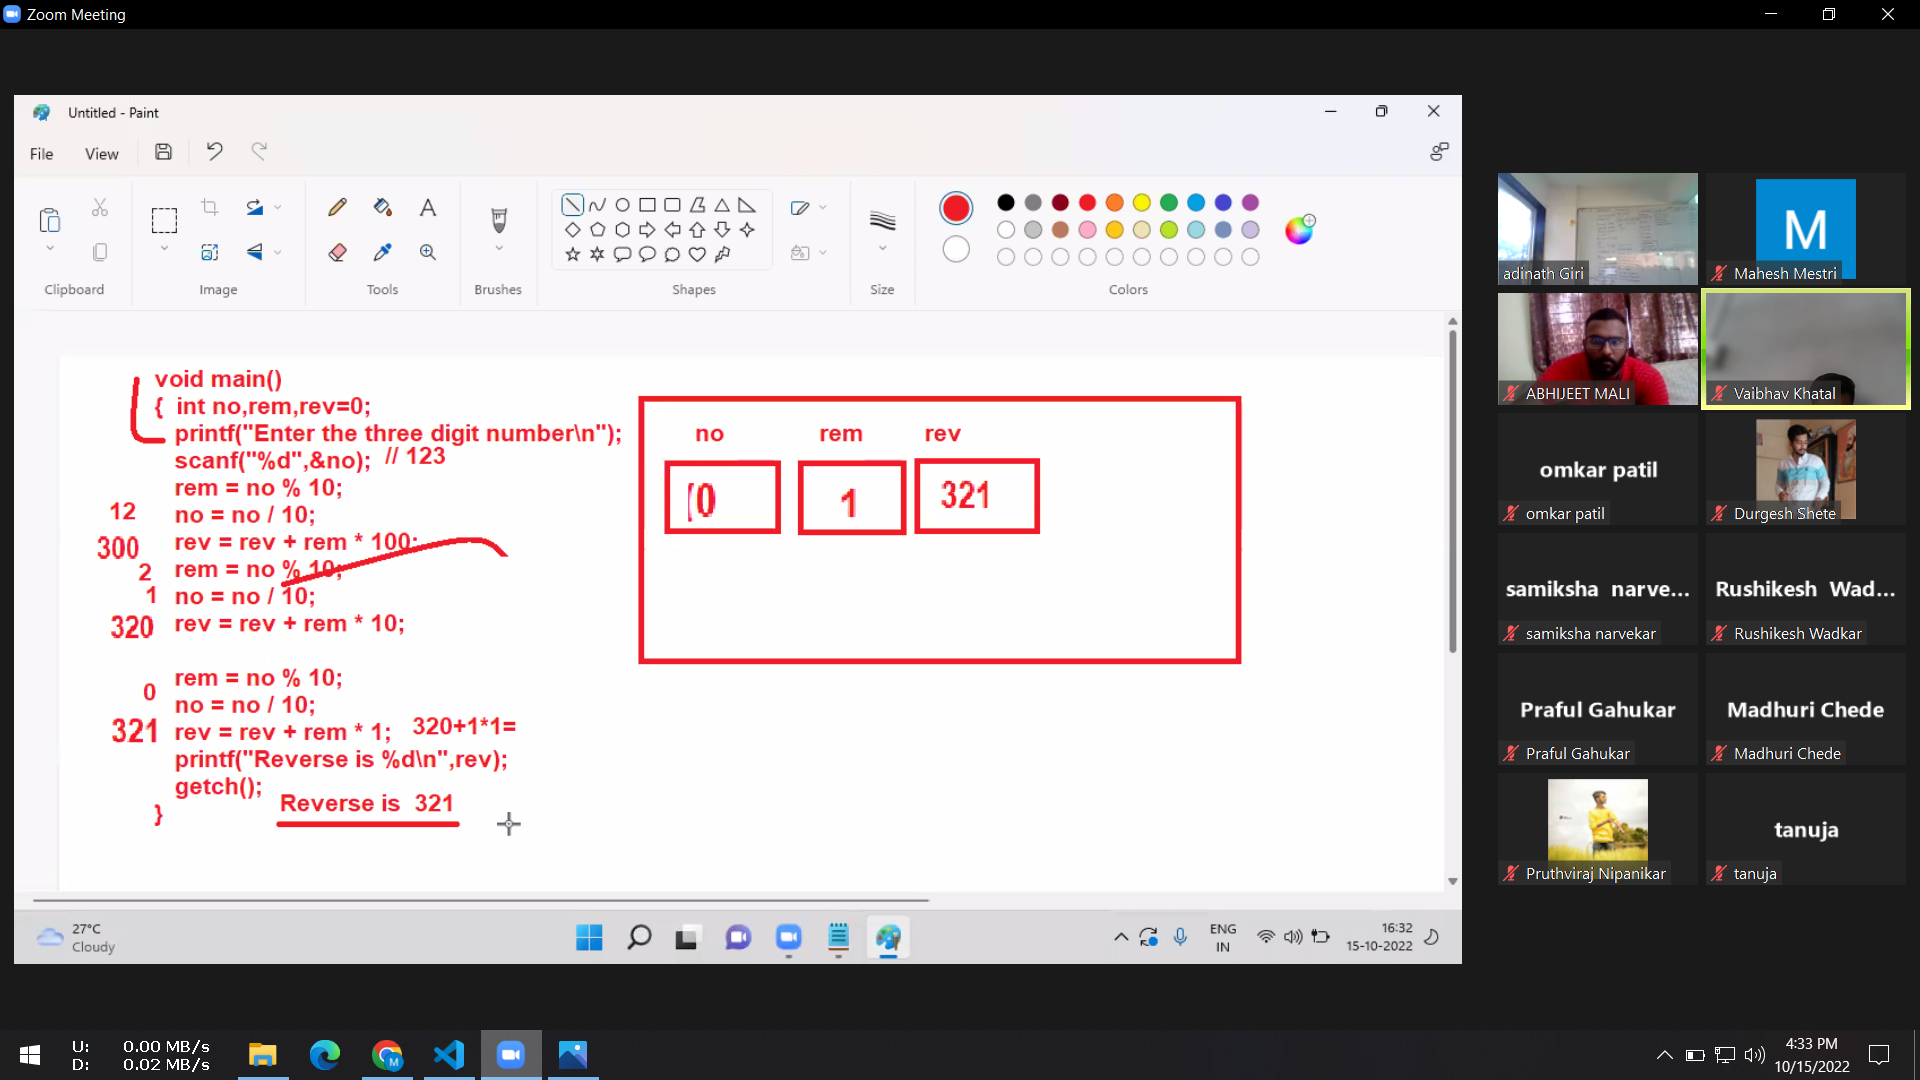 Zoom Meeting
Untitled - Paint
File View
Clipboard Image Tools Brushes Shapes Size Colors
void main()
{ int no,rem,rev=0;
printf("Enter the three digit number\n");
scanf("%d",&no); // 123
rem = no % 10;
12 no = no / 10;
300 rev = rev + rem * 100;
2 rem = no % 10;
1 no = no / 10;
320 rev = rev + rem * 10;
rem = no % 10;
0 no = no / 10;
321 rev = rev + rem * 1; 320+1*1=
printf("Reverse is %d\n",rev);
getch();
Reverse is 321
}
no rem rev
0 1 321
27°C
Cloudy
ENG
IN
16:32
15-10-2022
adinath Giri
M
Mahesh Mestri
ABHIJEET MALI
Vaibhav Khatal
omkar patil
omkar patil
Durgesh Shete
samiksha narve...
samiksha narvekar
Rushikesh Wad...
Rushikesh Wadkar
Praful Gahukar
Praful Gahukar
Madhuri Chede
Madhuri Chede
Pruthviraj Nipanikar
tanuja
tanuja
U: 0.00 MB/s
D: 0.02 MB/s
M
4:33 PM
10/15/2022